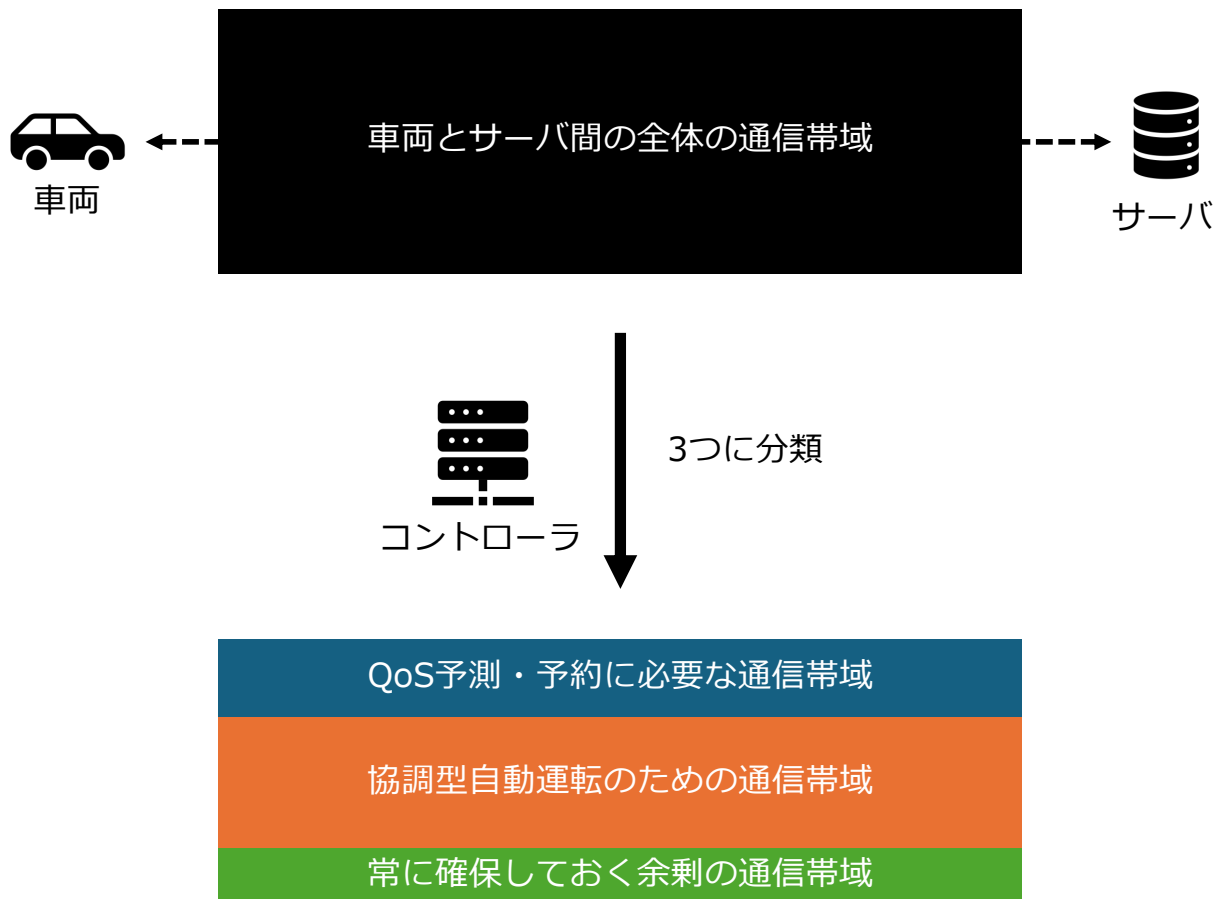 車両とサーバ間の全体の通信帯域
車両
サーバ
3つに分類
コントローラ
QoS予測・予約に必要な通信帯域
協調型自動運転のための通信帯域
常に確保しておく余剰の通信帯域